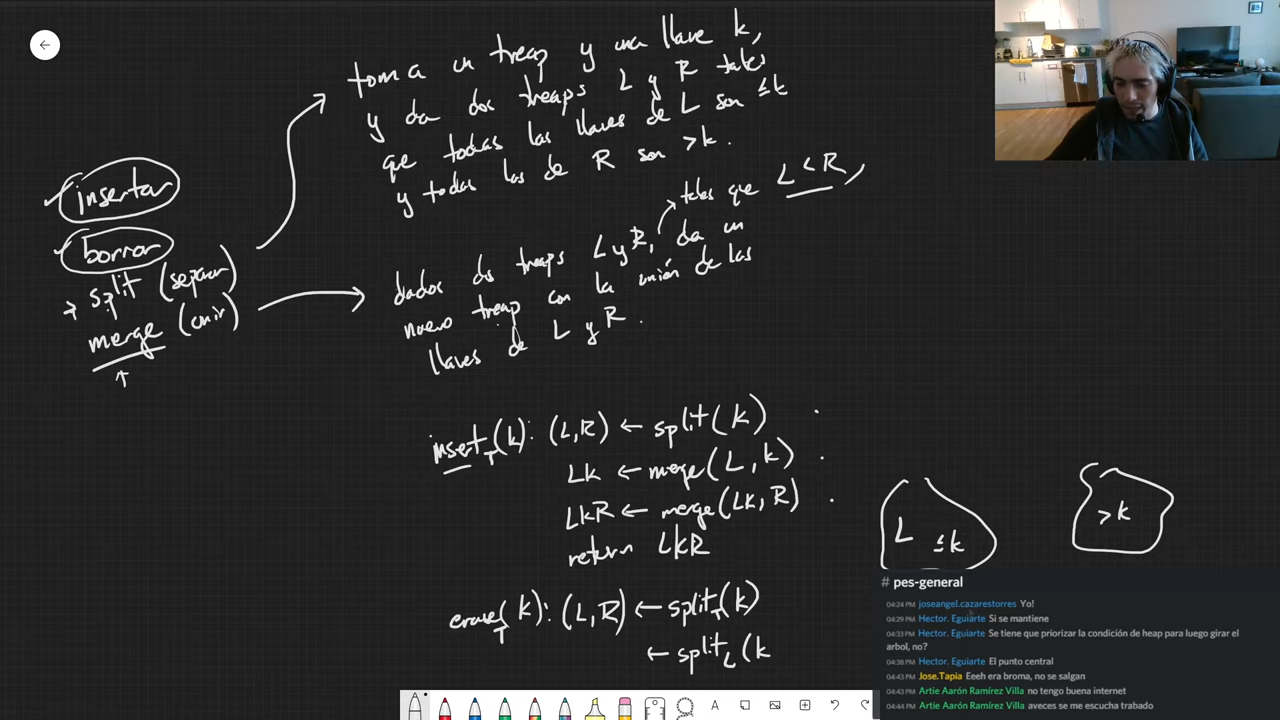 toma un treap y una llave k,
y da dos treaps L y R tales
que todas las llaves de L son ≤k
y todas las de R son >k.
insertar
borrar
→ split (separar)
merge (unir)
↑
dados dos treaps L y R, → tales que L<R,
da un
nuevo treap con la unión de las
llaves de L y R.
insert_T(k): (L,R) ← split(k)
Lk ← merge(L, k)
LkR ← merge(Lk, R)
return LkR
L ≤k
>k
erase_T(k): (L,R) ← split_T(k)
← split_L(k
# pes-general
04:24 PM joseangel.cazarestorres Yo!
04:29 PM Hector. Eguiarte Si se mantiene
04:33 PM Hector. Eguiarte Se tiene que priorizar la condición de heap para luego girar el
arbol, no?
04:38 PM Hector. Eguiarte El punto central
04:43 PM Jose.Tapia Eeeh era broma, no se salgan
04:43 PM Artie Aarón Ramírez Villa no tengo buena internet
04:44 PM Artie Aarón Ramírez Villa aveces se me escucha trabado
A